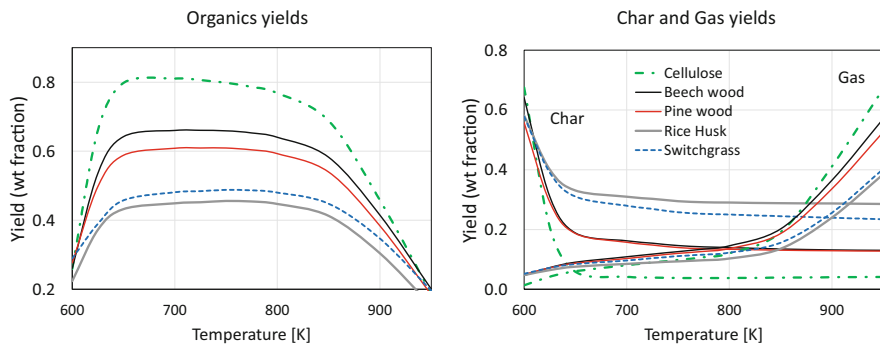 Organics yields
Yield (wt fraction)
0.8
0.6
0.4
0.2
600
700
800
900
Temperature [K]
Char and Gas yields
Yield (wt fraction)
0.8
0.6
0.4
0.2
0.0
Char
Gas
Cellulose
Beech wood
Pine wood
Rice Husk
Switchgrass
600
700
800
900
Temperature [K]